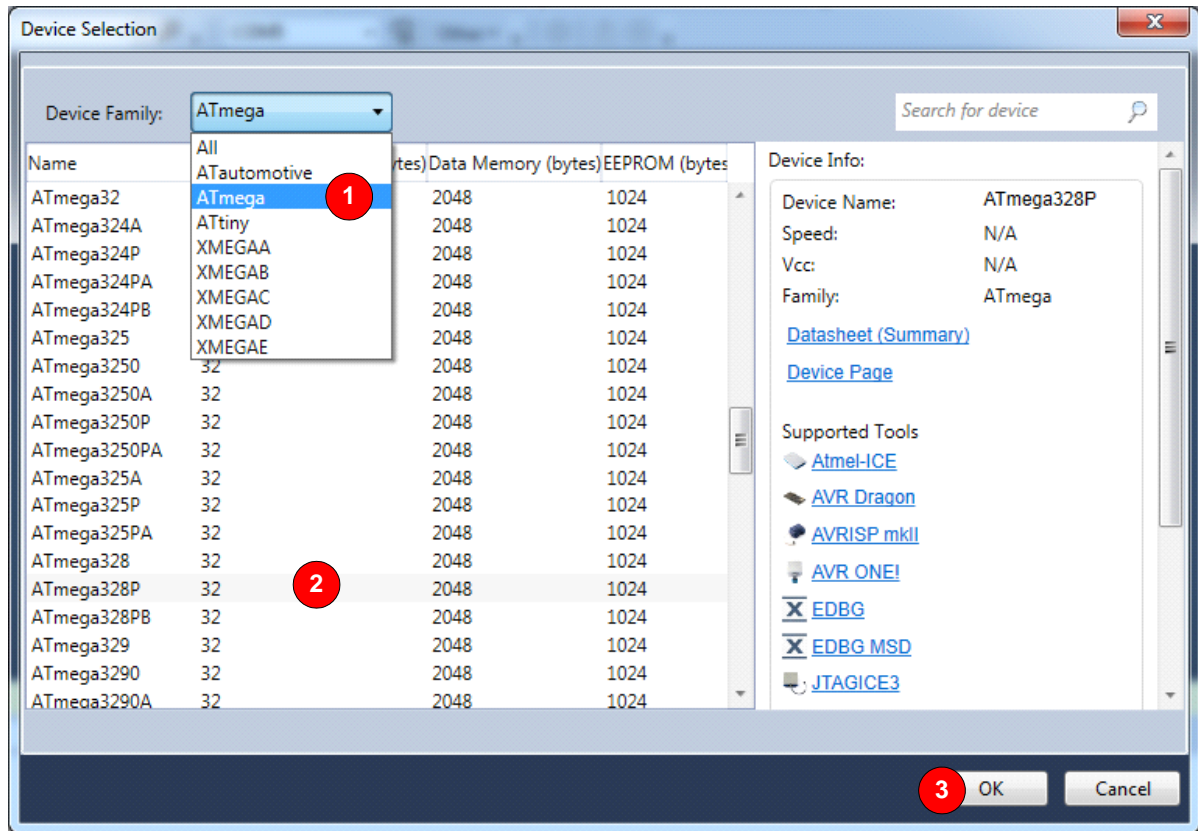 Device Selection
Device Family: ATmega Search for device
All
ATautomotive
ATmega 1
ATtiny
XMEGAA
XMEGAB
XMEGAC
XMEGAD
XMEGAE
Name Data Memory (bytes) EEPROM (bytes
ATmega32 2048 1024
ATmega324A 2048 1024
ATmega324P 2048 1024
ATmega324PA 2048 1024
ATmega324PB 2048 1024
ATmega325 2048 1024
ATmega3250 32 2048 1024
ATmega3250A 32 2048 1024
ATmega3250P 32 2048 1024
ATmega3250PA 32 2048 1024
ATmega325A 32 2048 1024
ATmega325P 32 2048 1024
ATmega325PA 32 2048 1024
ATmega328 32 2048 1024
ATmega328P 32 2 2048 1024
ATmega328PB 32 2048 1024
ATmega329 32 2048 1024
ATmega3290 32 2048 1024
ATmega3290A 32 2048 1024
Device Info:
Device Name: ATmega328P
Speed: N/A
Vcc: N/A
Family: ATmega
Datasheet (Summary)
Device Page
Supported Tools
Atmel-ICE
AVR Dragon
AVRISP mkII
AVR ONE!
EDBG
EDBG MSD
JTAGICE3
3 OK Cancel